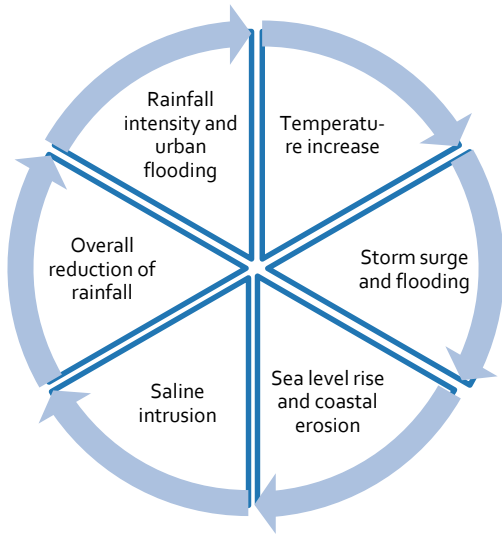 Rainfall
intensity and
urban
flooding
Temperatu-
re increase
Storm surge
and flooding
Sea level rise
and coastal
erosion
Saline
intrusion
Overall
reduction of
rainfall